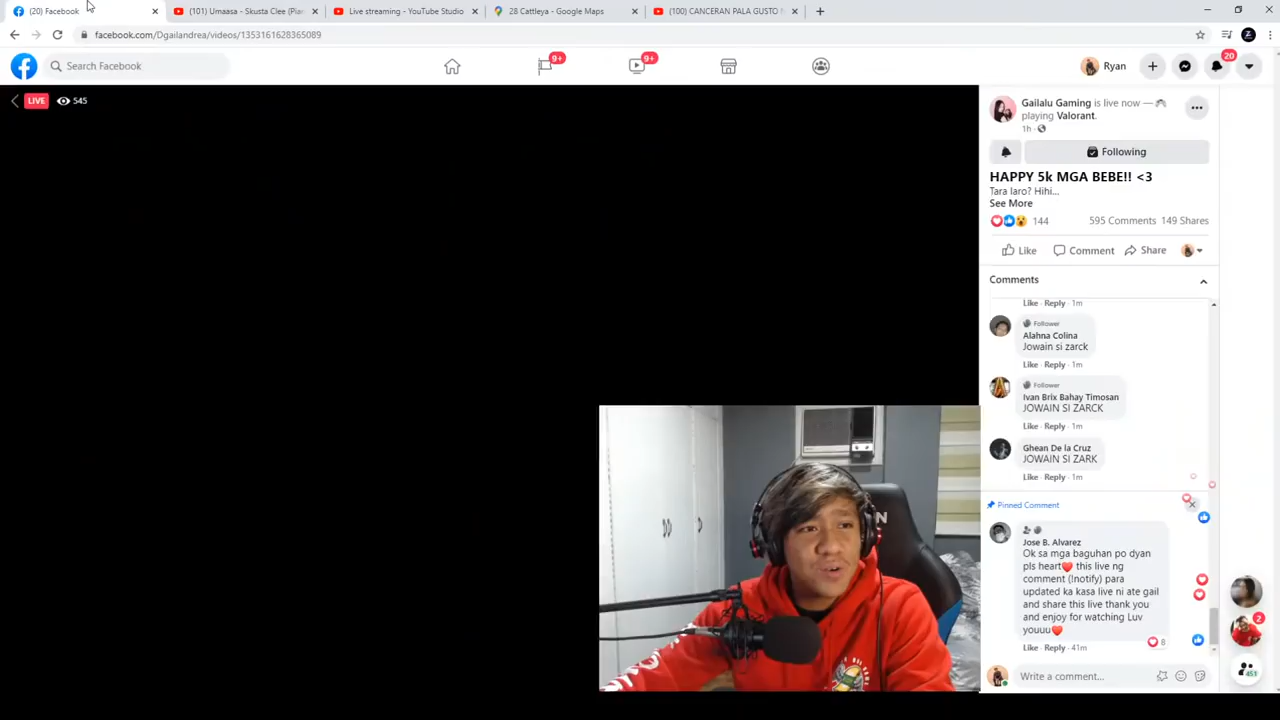 (20) Facebook
(101) Umaasa - Skusta Clee (Pia
Live streaming - YouTube Studio
28 Cattleya - Google Maps
(100) CANCERAN PALA GUSTO
facebook.com/Dgailandrea/videos/1353161628365089
Search Facebook
9+
9+
Ryan
20
LIVE
545
Gailalu Gaming is live now —
playing Valorant.
1h
Following
HAPPY 5k MGA BEBE!! <3
Tara laro? Hihi...
See More
144
595 Comments 149 Shares
Like
Comment
Share
Comments
Like · Reply · 1m
Follower
Alahna Colina
Jowain si zarck
Like · Reply · 1m
Follower
Ivan Brix Bahay Timosan
JOWAIN SI ZARCK
Like · Reply · 1m
Ghean De la Cruz
JOWAIN SI ZARK
Like · Reply · 1m
Pinned Comment
Jose B. Alvarez
Ok sa mga baguhan po dyan
pls heart❤️ this live ng
comment (!notify) para
updated ka kasa live ni ate gail
and share this live thank you
and enjoy for watching Luv
youuu❤️
8
Like · Reply · 41m
2
451
Write a comment...